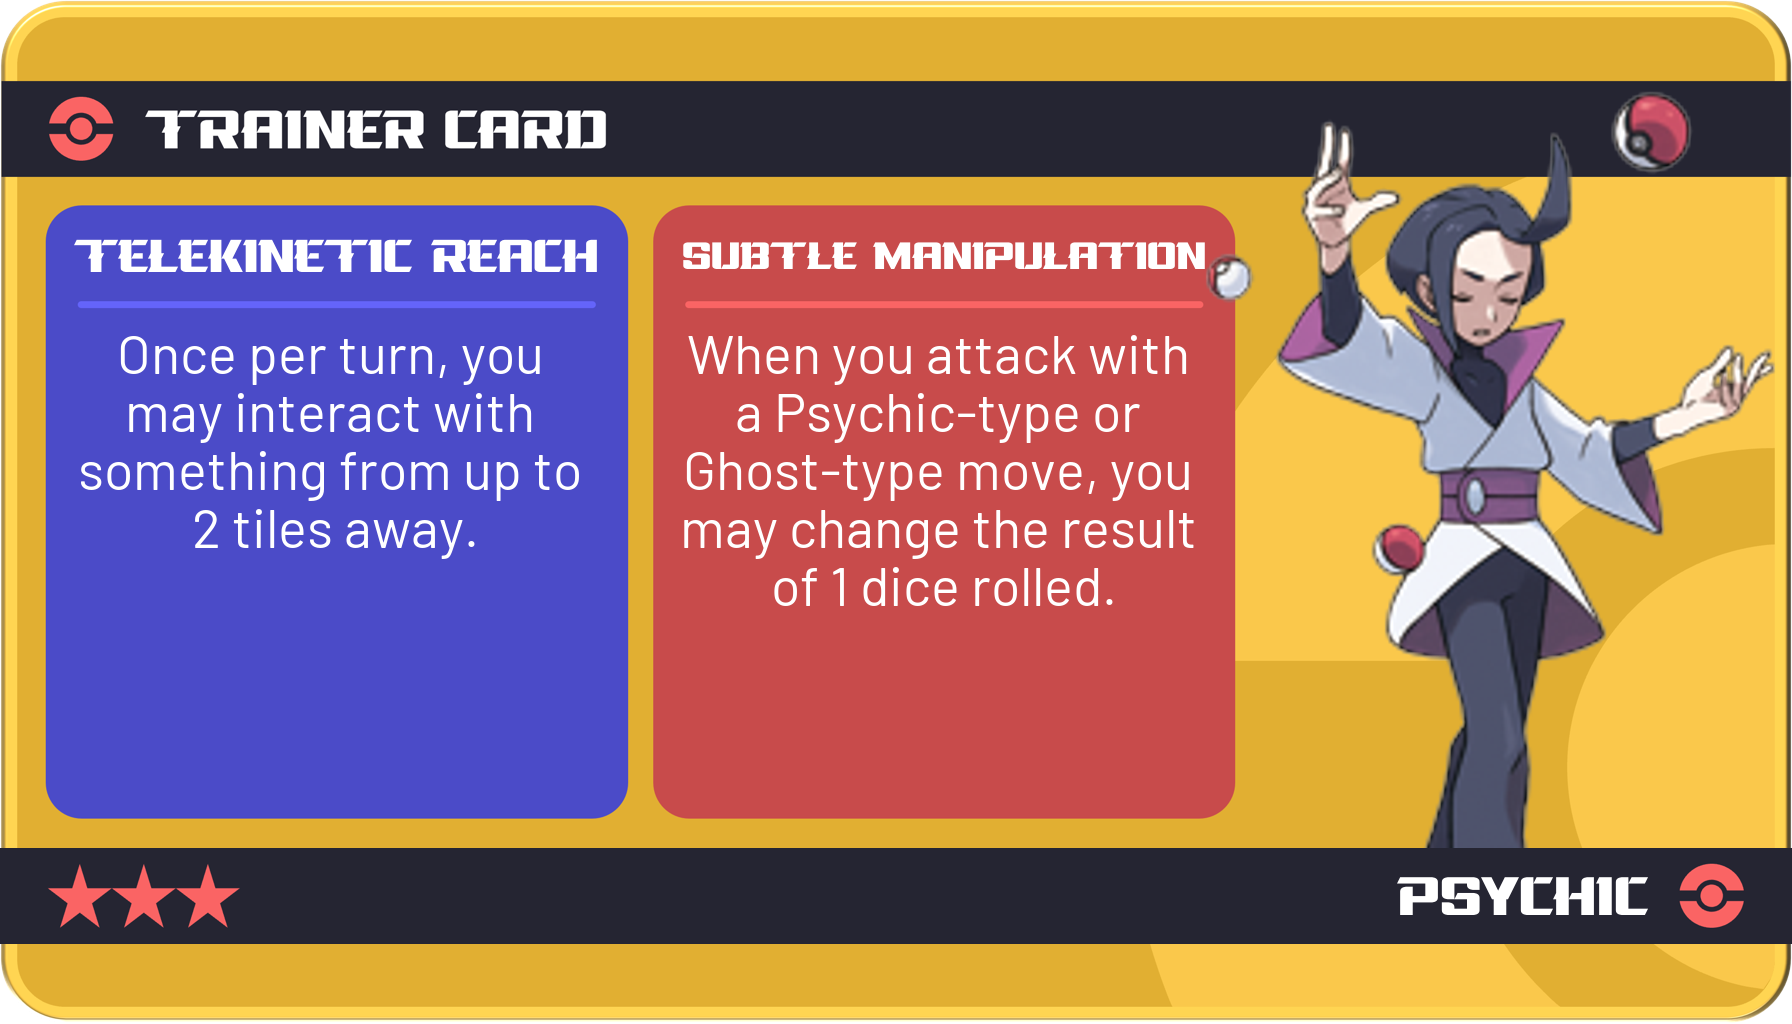 TRAINER CARD
TELEKINETIC REACH
Once per turn, you
may interact with
something from up to
2 tiles away.
SUBTLE MANIPULATION
When you attack with
a Psychic-type or
Ghost-type move, you
may change the result
of 1 dice rolled.
PSYCHIC